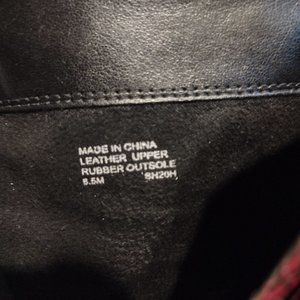 MADE IN CHINA
LEATHER UPPER
RUBBER OUTSOLE
8.5M SH20H